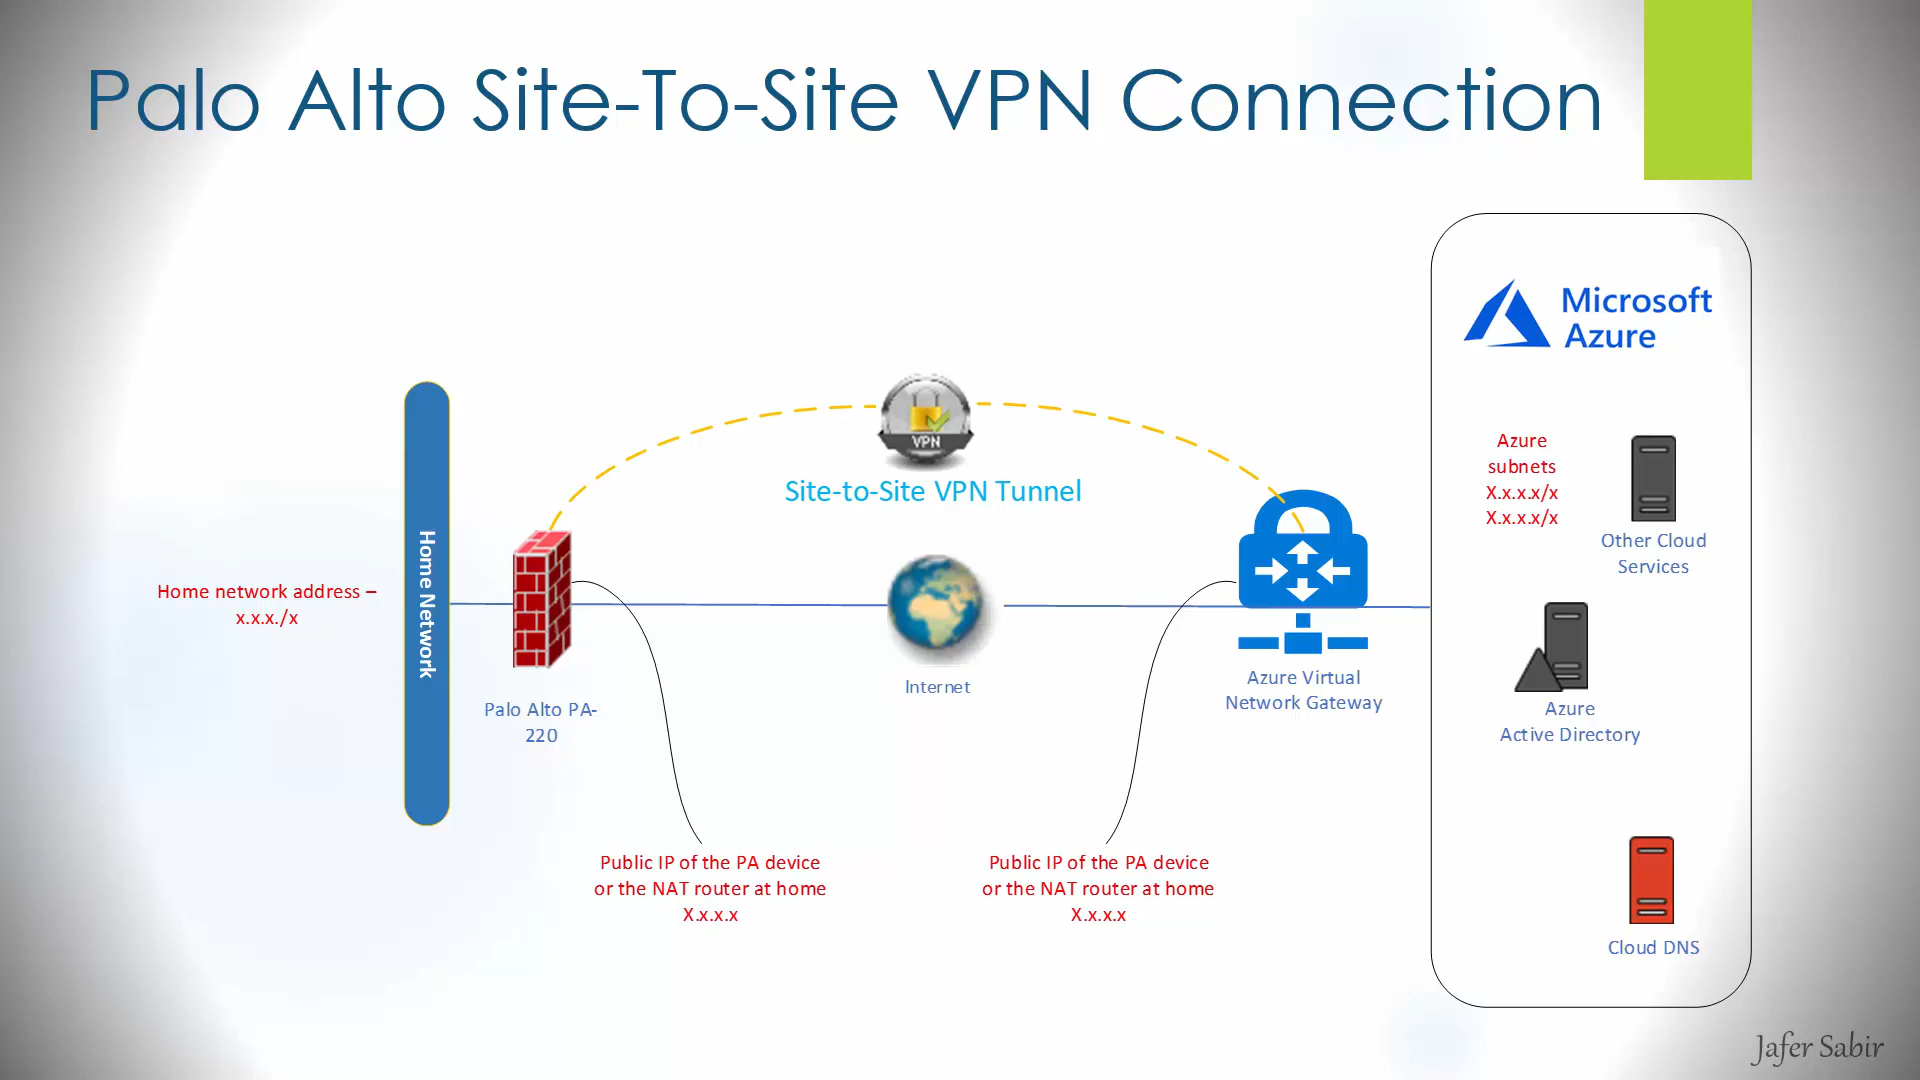 Palo Alto Site-To-Site VPN Connection
Microsoft
Azure
VPN
Site-to-Site VPN Tunnel
Home Network
Home network address –
x.x.x./x
Palo Alto PA-
220
Internet
Azure Virtual
Network Gateway
Azure
subnets
X.x.x.x/x
X.x.x.x/x
Other Cloud
Services
Azure
Active Directory
Public IP of the PA device
or the NAT router at home
X.x.x.x
Public IP of the PA device
or the NAT router at home
X.x.x.x
Cloud DNS
Jafer Sabir